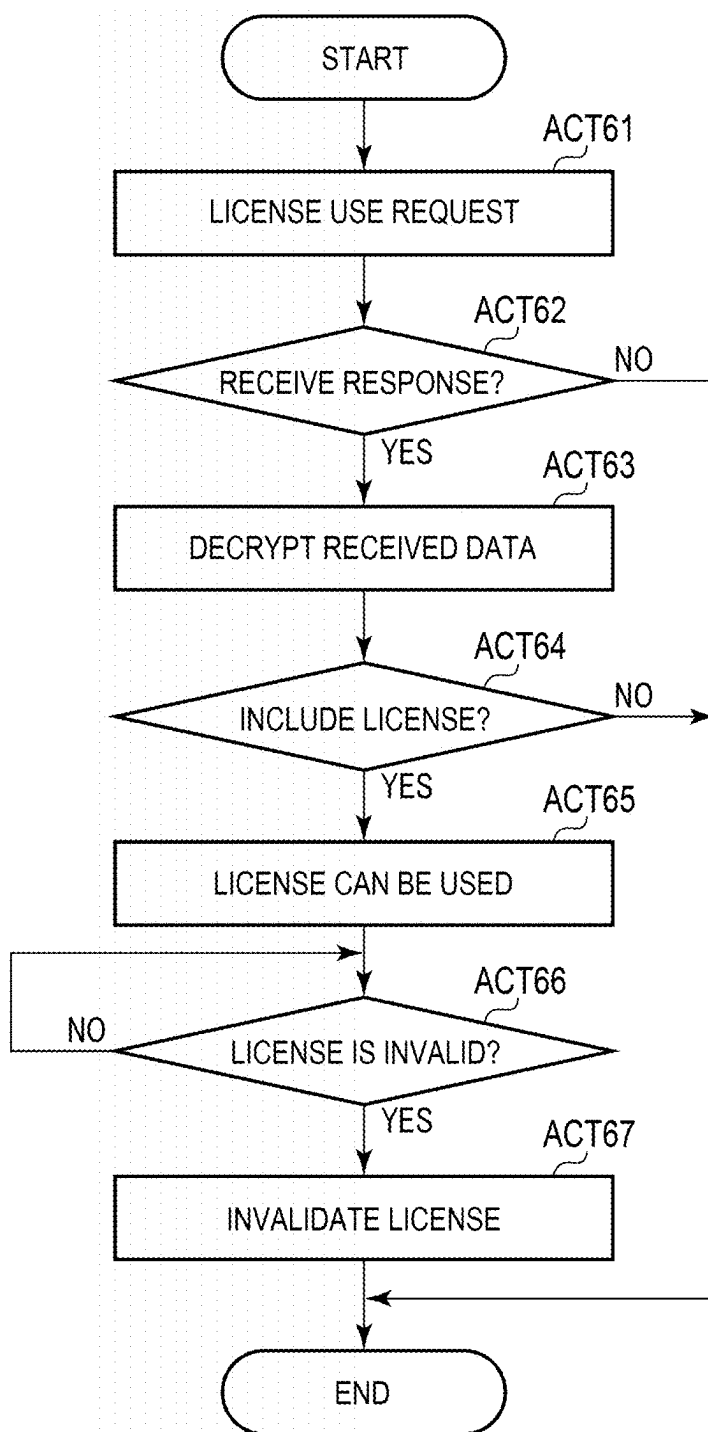 START
ACT61
LICENSE USE REQUEST
ACT62
RECEIVE RESPONSE?
NO
YES
ACT63
DECRYPT RECEIVED DATA
ACT64
INCLUDE LICENSE?
NO
YES
ACT65
LICENSE CAN BE USED
ACT66
LICENSE IS INVALID?
NO
YES
ACT67
INVALIDATE LICENSE
END